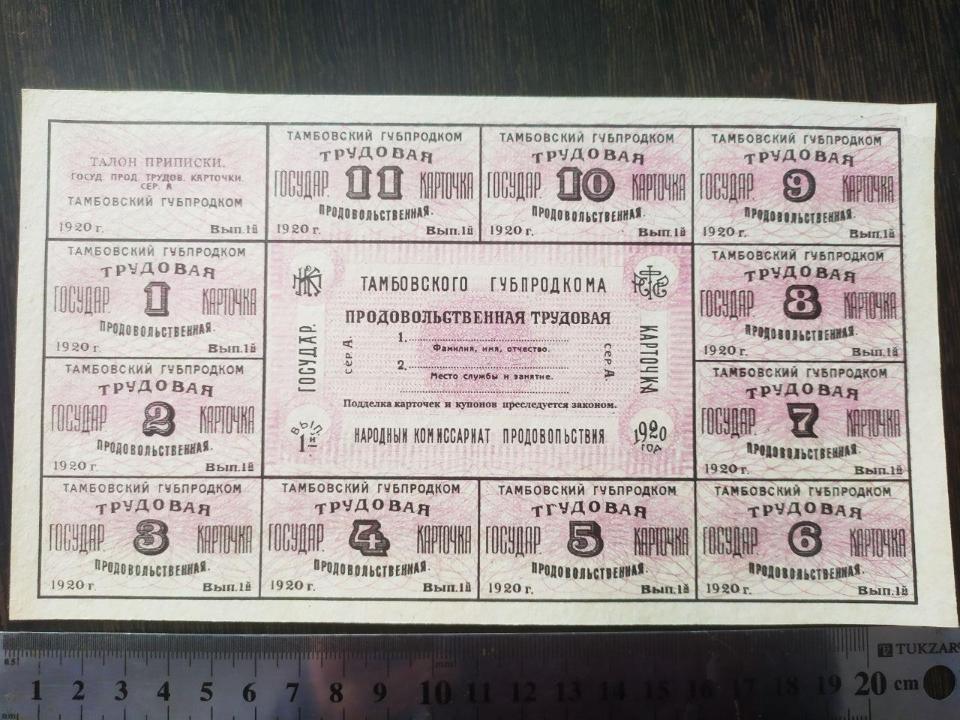 ТАЛОН ПРИПИСКИ.
ГОСУД. ПРОД. ТРУДОВ. КАРТОЧКИ.
СЕР. А
ТАМБОВСКИЙ ГУБПРОДКОМ
1920 г. Вып.1й
ТАМБОВСКИЙ ГУБПРОДКОМ
ТРУДОВАЯ
ГОСУДАР. 11 КАРТОЧКА
ПРОДОВОЛЬСТВЕННАЯ.
1920 г. Вып.1й
ТАМБОВСКИЙ ГУБПРОДКОМ
ТРУДОВАЯ
ГОСУДАР. 10 КАРТОЧКА
ПРОДОВОЛЬСТВЕННАЯ.
1920 г. Вып.1й
ТАМБОВСКИЙ ГУБПРОДКОМ
ТРУДОВАЯ
ГОСУДАР. 9 КАРТОЧКА
ПРОДОВОЛЬСТВЕННАЯ.
1920 г. Вып.1й
ТАМБОВСКИЙ ГУБПРОДКОМ
ТРУДОВАЯ
ГОСУДАР. 1 КАРТОЧКА
ПРОДОВОЛЬСТВЕННАЯ.
1920 г. Вып.1й
ТАМБОВСКОГО ГУБПРОДКОМА
ПРОДОВОЛЬСТВЕННАЯ ТРУДОВАЯ
ГОСУДАР.
сер. А.
1.
Фамилия, имя, отчество.
2.
Место службы и занятие.
сер. А.
КАРТОЧКА
Подделка карточек и купонов преследуется законом.
ВЫП. 1й
НАРОДНЫЙ КОМИССАРИАТ ПРОДОВОЛЬСТВИЯ
1920 ГОД
ТАМБОВСКИЙ ГУБПРОДКОМ
ТРУДОВАЯ
ГОСУДАР. 8 КАРТОЧКА
ПРОДОВОЛЬСТВЕННАЯ.
1920 г. Вып.1й
ТАМБОВСКИЙ ГУБПРОДКОМ
ТРУДОВАЯ
ГОСУДАР. 2 КАРТОЧКА
ПРОДОВОЛЬСТВЕННАЯ.
1920 г. Вып.1й
ТАМБОВСКИЙ ГУБПРОДКОМ
ТРУДОВАЯ
ГОСУДАР. 7 КАРТОЧКА
ПРОДОВОЛЬСТВЕННАЯ.
1920 г. Вып.1й
ТАМБОВСКИЙ ГУБПРОДКОМ
ТРУДОВАЯ
ГОСУДАР. 3 КАРТОЧКА
ПРОДОВОЛЬСТВЕННАЯ.
1920 г. Вып.1й
ТАМБОВСКИЙ ГУБПРОДКОМ
ТРУДОВАЯ
ГОСУДАР. 4 КАРТОЧКА
ПРОДОВОЛЬСТВЕННАЯ.
1920 г. Вып.1й
ТАМБОВСКИЙ ГУБПРОДКОМ
ТРУДОВАЯ
ГОСУДАР. 5 КАРТОЧКА
ПРОДОВОЛЬСТВЕННАЯ.
1920 г. Вып.1й
ТАМБОВСКИЙ ГУБПРОДКОМ
ТРУДОВАЯ
ГОСУДАР. 6 КАРТОЧКА
ПРОДОВОЛЬСТВЕННАЯ.
1920 г. Вып.1й
TUKZAR
1 2 3 4 5 6 7 8 9 10 11 12 13 14 15 16 17 18 19 20 cm